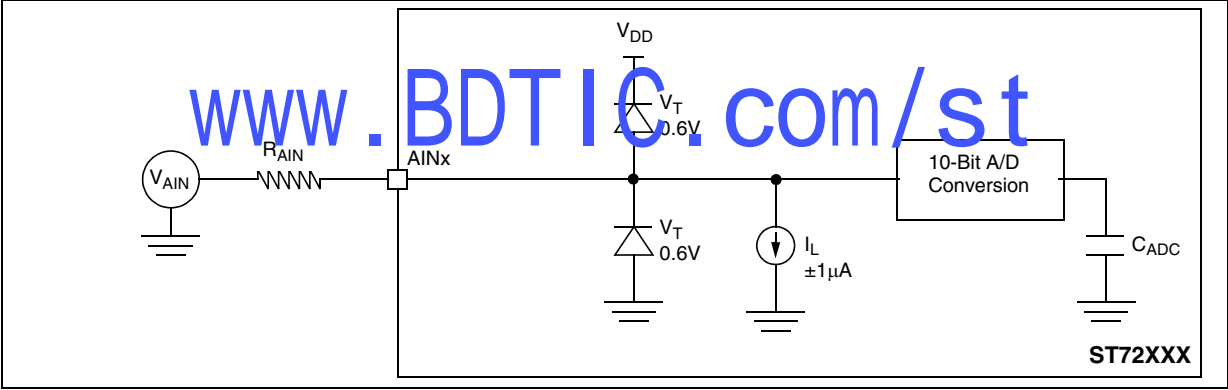 V_DD
www.BDTIC.com/st
V_T
0.6V
R_AIN
AINx
V_AIN
10-Bit A/D
Conversion
V_T
0.6V
I_L
±1μA
C_ADC
ST72XXX